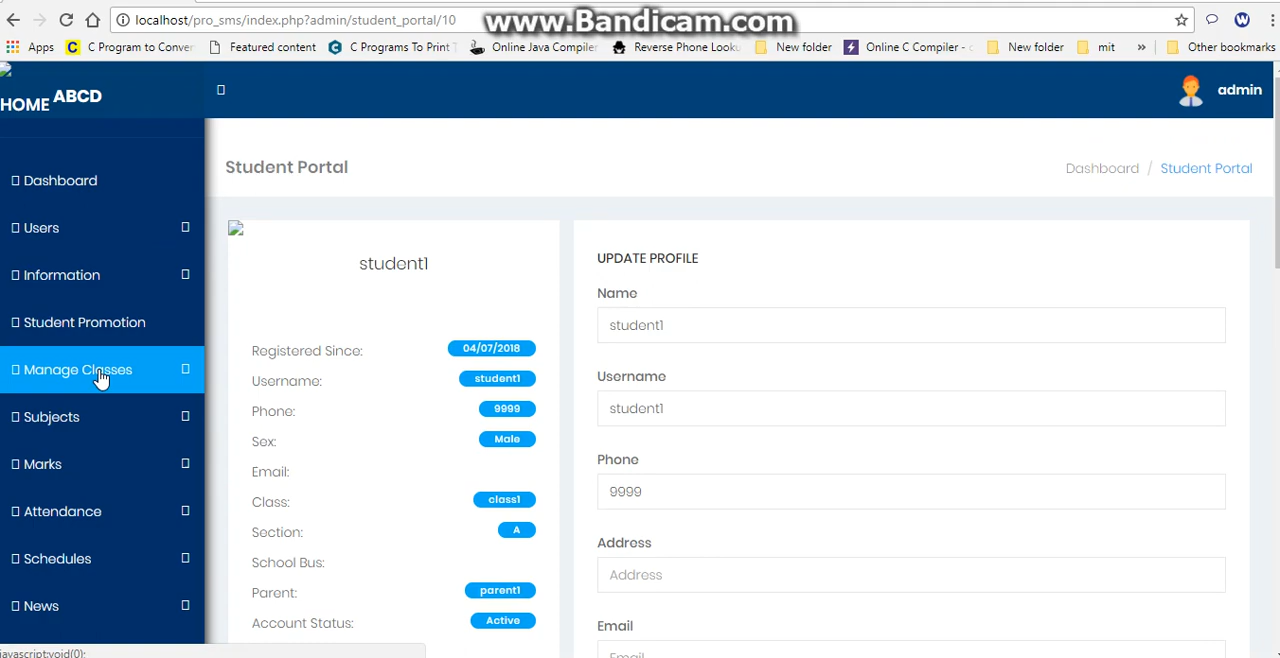 localhost/pro_sms/index.php?admin/student_portal/10
www.Bandicam.com
Apps C Program to Conver Featured content C Programs To Print Online Java Compiler Reverse Phone Looku New folder Online C Compiler - New folder mit » Other bookmarks
HOME ABCD
admin
Student Portal
Dashboard / Student Portal
Dashboard
Users
Information
Student Promotion
Manage Classes
Subjects
Marks
Attendance
Schedules
News
student1
Registered Since: 04/07/2018
Username: student1
Phone: 9999
Sex: Male
Email:
Class: class1
Section: A
School Bus:
Parent: parent1
Account Status: Active
UPDATE PROFILE
Name
student1
Username
student1
Phone
9999
Address
Address
Email
Email
javascript:void(0);